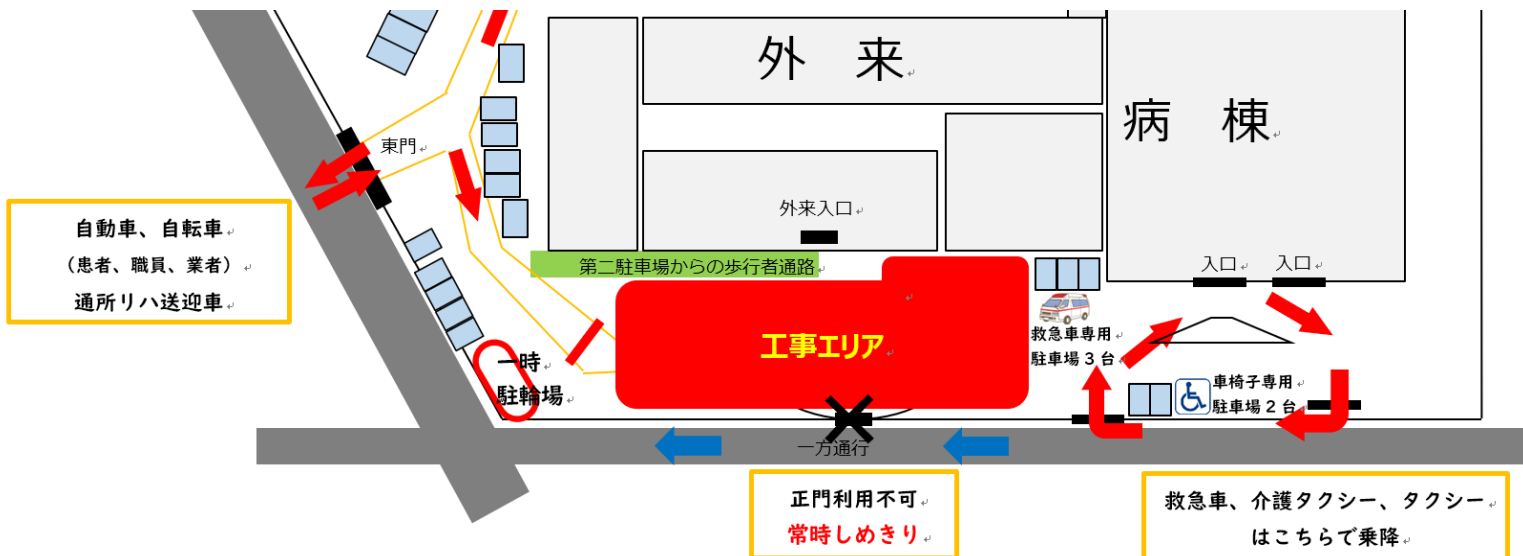 外 来
病 棟
東門
外来入口
自動車、自転車
（患者、職員、業者）
通所リハ送迎車
第二駐車場からの歩行者通路
入口
入口
工事エリア
救急車専用
駐車場３台
一時
駐輪場
車椅子専用
駐車場２台
一方通行
正門利用不可
常時しめきり
救急車、介護タクシー、タクシー
はこちらで乗降